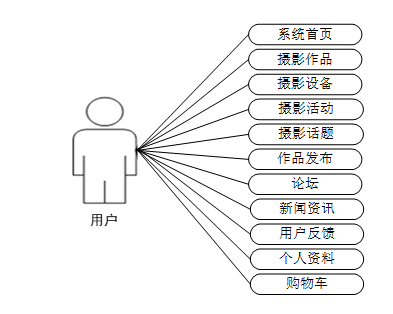 系统首页
摄影作品
摄影设备
摄影活动
摄影话题
作品发布
论坛
新闻资讯
用户反馈
个人资料
购物车
用户